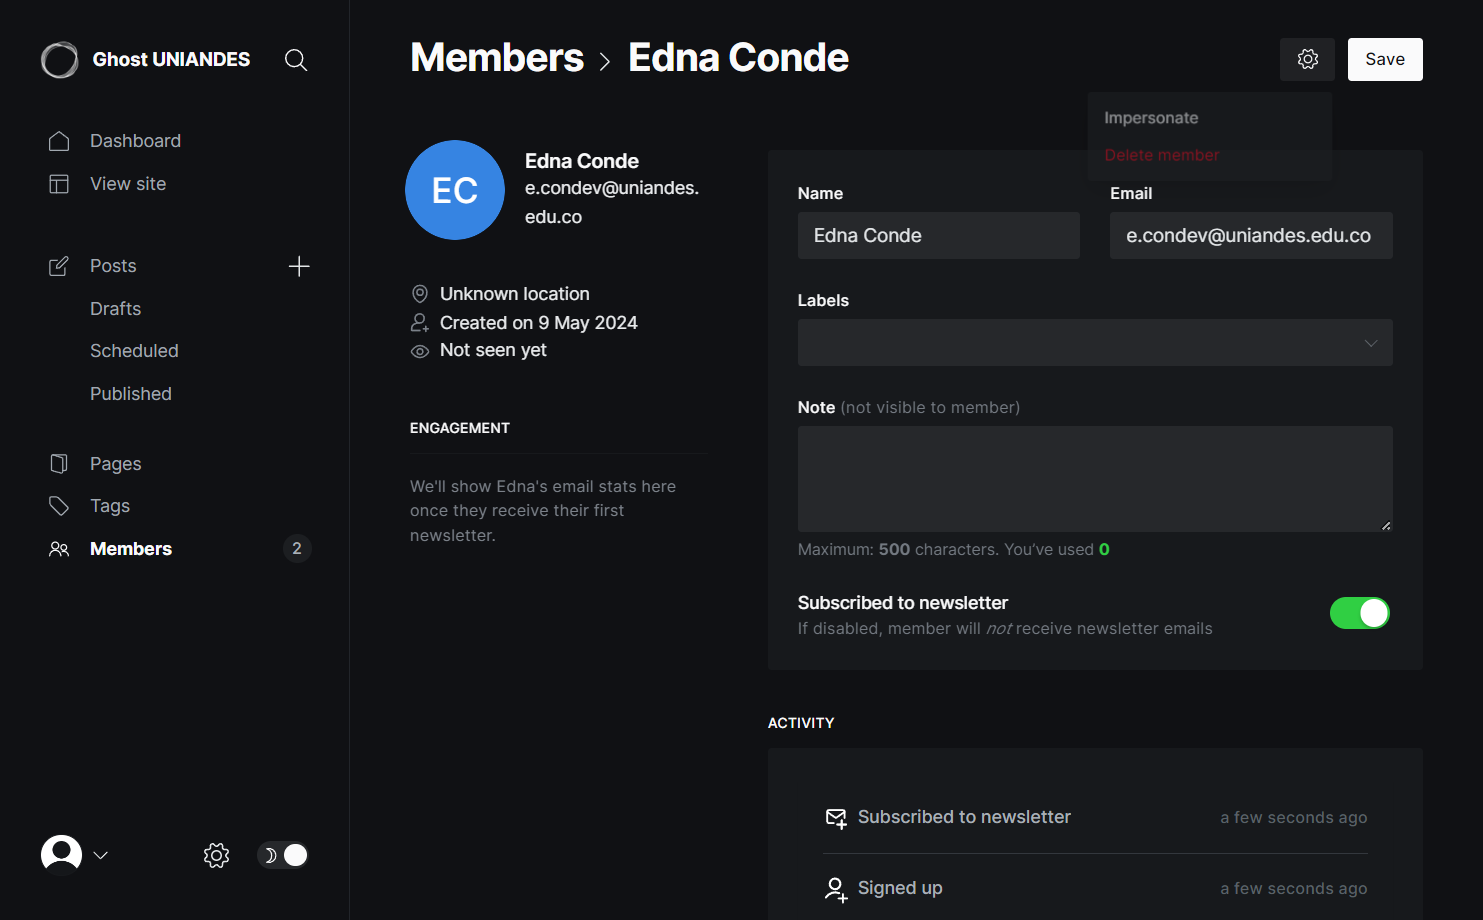 Ghost UNIANDES
Dashboard
View site
Posts
Drafts
Scheduled
Published
Pages
Tags
Members
2
Members > Edna Conde
Save
Impersonate
Delete member
EC
Edna Conde
e.condev@uniandes.
edu.co
Unknown location
Created on 9 May 2024
Not seen yet
ENGAGEMENT
We'll show Edna's email stats here
once they receive their first
newsletter.
Name
Edna Conde
Email
e.condev@uniandes.edu.co
Labels
Note (not visible to member)
Maximum: 500 characters. You’ve used 0
Subscribed to newsletter
If disabled, member will not receive newsletter emails
ACTIVITY
Subscribed to newsletter
a few seconds ago
Signed up
a few seconds ago